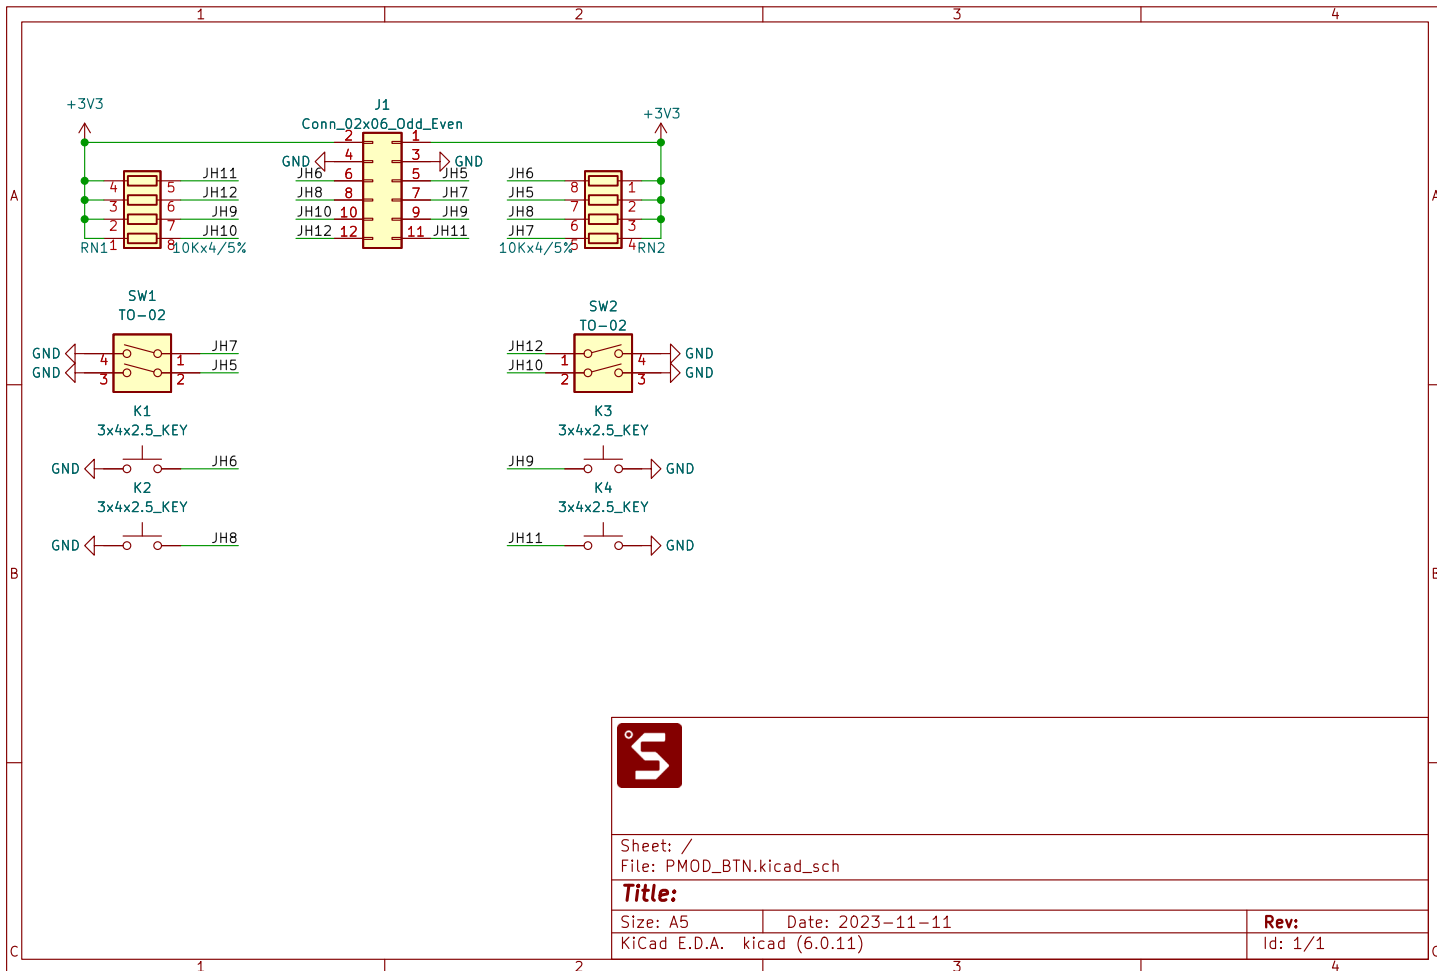 1 2 3 4
+3V3
J1
Conn_02x06_Odd_Even
+3V3
2 1
GND 4 3 GND
JH6 6 5 JH5
JH8 8 7 JH7
JH10 10 9 JH9
JH12 12 11 JH11
4 5 JH11
3 6 JH12
2 7 JH9
1 8 JH10
RN1 10Kx4/5%
JH6 8 1
JH5 7 2
JH8 6 3
JH7 5 4
10Kx4/5% RN2
A A
SW1
TO-02
GND 4 1 JH7
GND 3 2 JH5
SW2
TO-02
JH12 1 4 GND
JH10 2 3 GND
K1
3x4x2.5_KEY
GND JH6
K2
3x4x2.5_KEY
GND JH8
K3
3x4x2.5_KEY
JH9 GND
K4
3x4x2.5_KEY
JH11 GND
B B
S
Sheet: /
File: PMOD_BTN.kicad_sch
Title:
Size: A5 Date: 2023-11-11 Rev:
KiCad E.D.A. kicad (6.0.11) Id: 1/1
C C
1 2 3 4